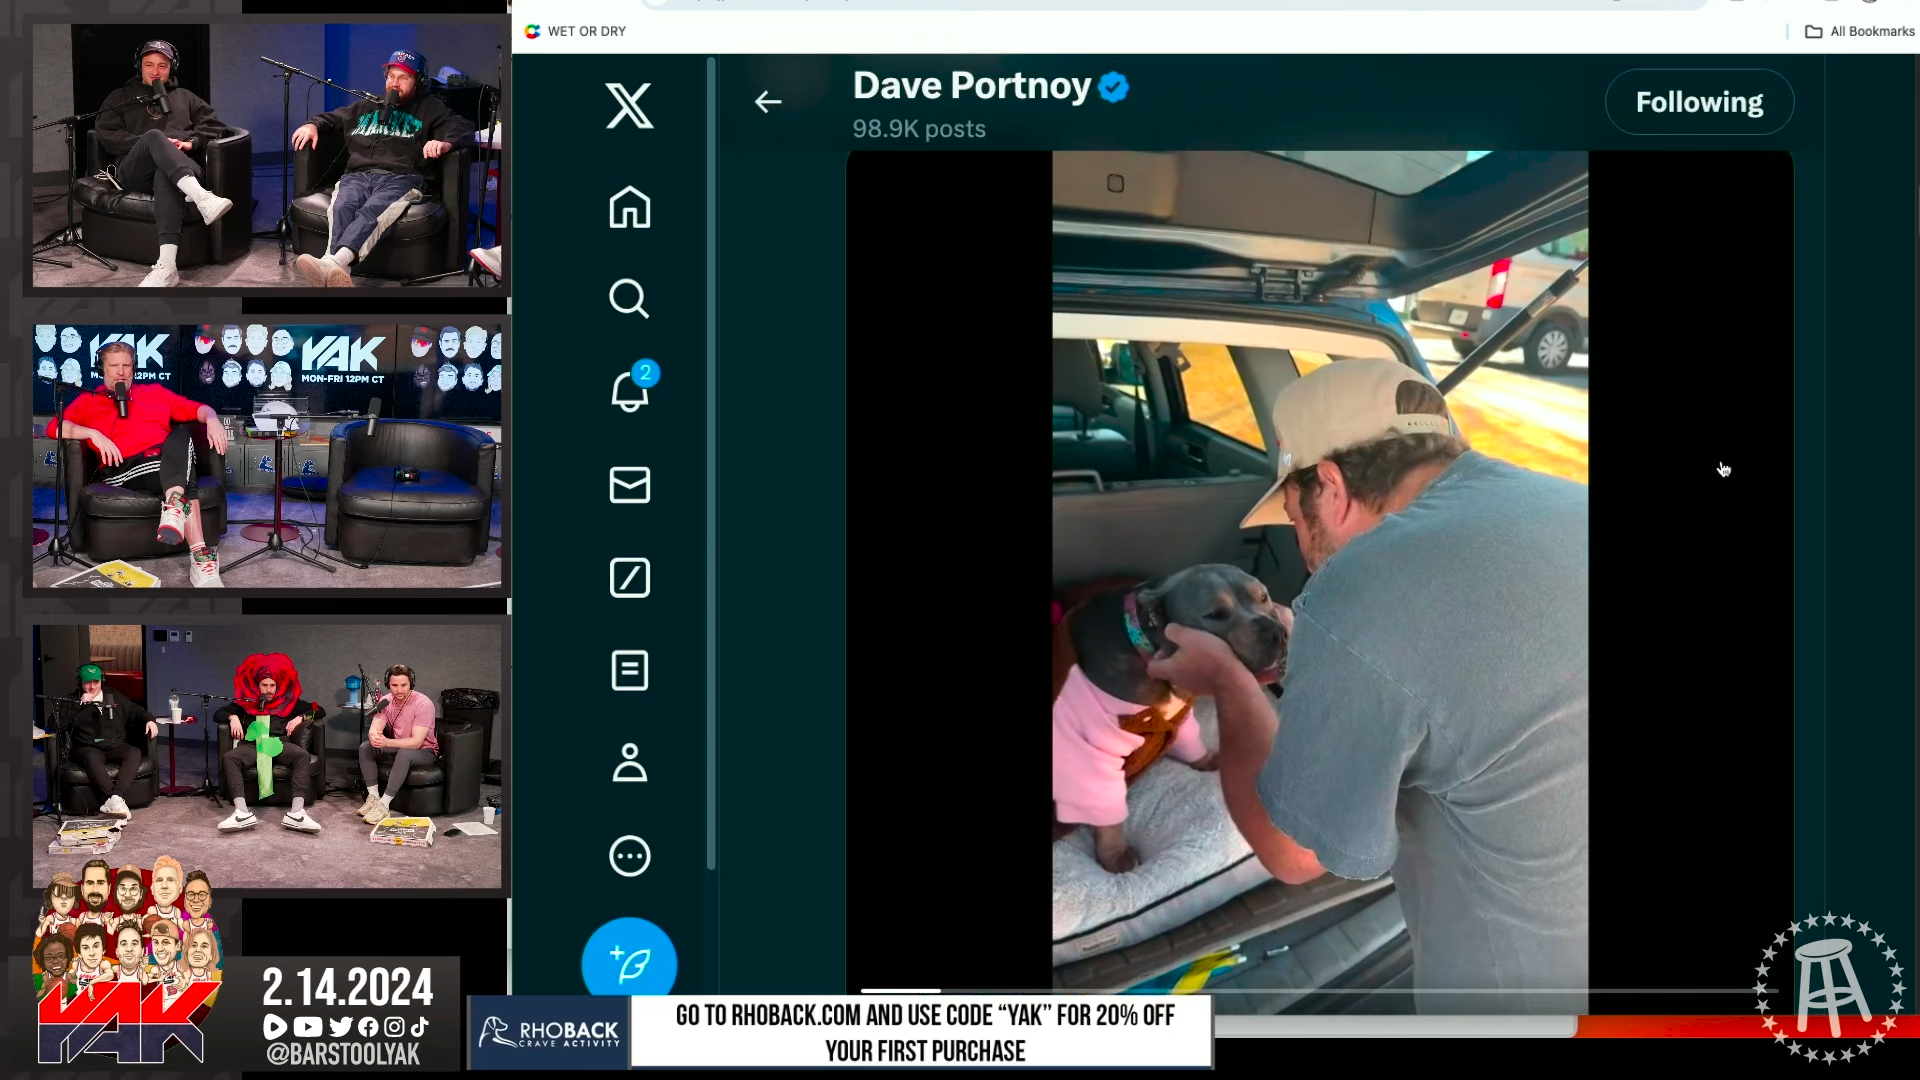 WET OR DRY
All Bookmarks
Dave Portnoy
98.9K posts
Following
2
YAK
MON-FRI 12PM CT
YAK
2.14.2024
@BARSTOOLYAK
RHOBACK
CRAVE ACTIVITY
GO TO RHOBACK.COM AND USE CODE “YAK” FOR 20% OFF
YOUR FIRST PURCHASE